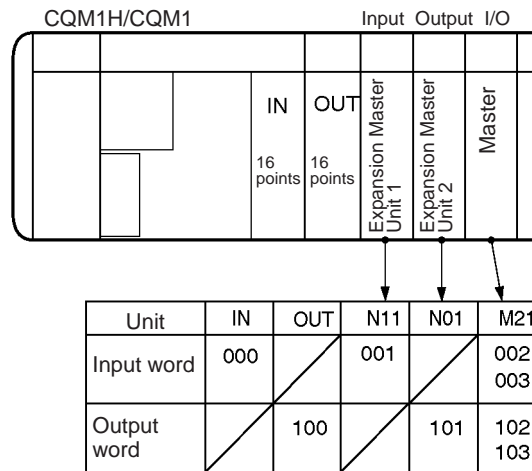 CQM1H/CQM1
Input Output I/O
IN OUT
16 points
16 points
Expansion Master Unit 1
Expansion Master Unit 2
Master
Unit IN OUT N11 N01 M21
Input word 000 001 002
003
Output word 100 101 102
103